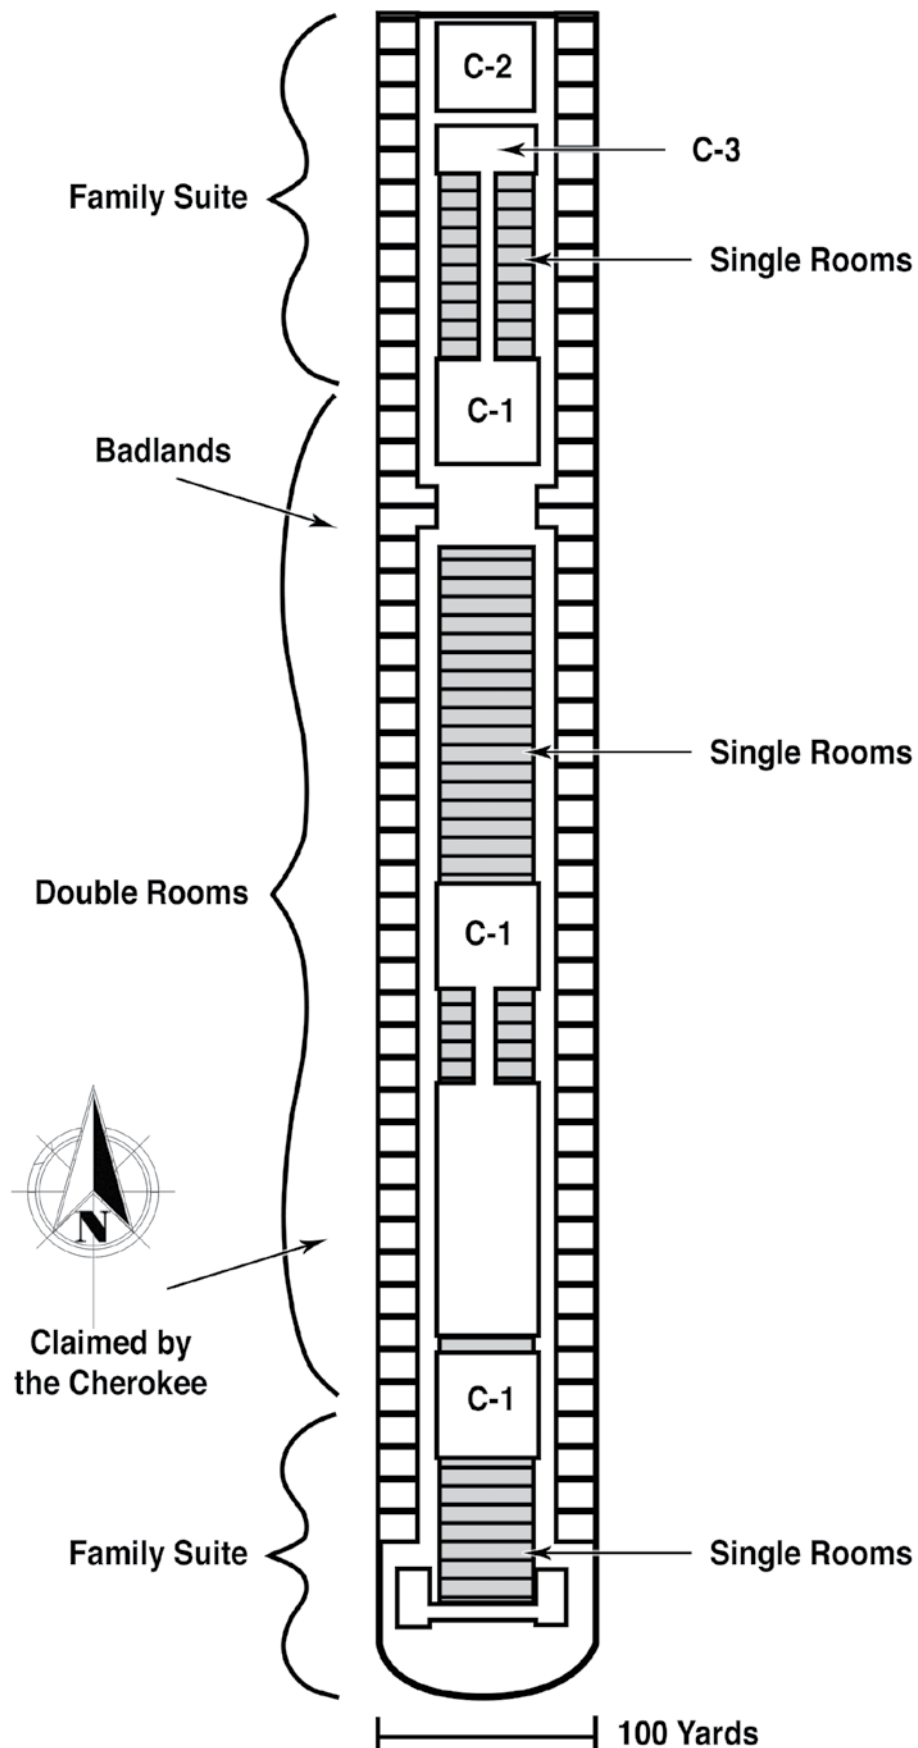 C-2
C-3
Family Suite
Single Rooms
C-1
Badlands
Single Rooms
Double Rooms
C-1
N
Claimed by
the Cherokee
C-1
Family Suite
Single Rooms
100 Yards